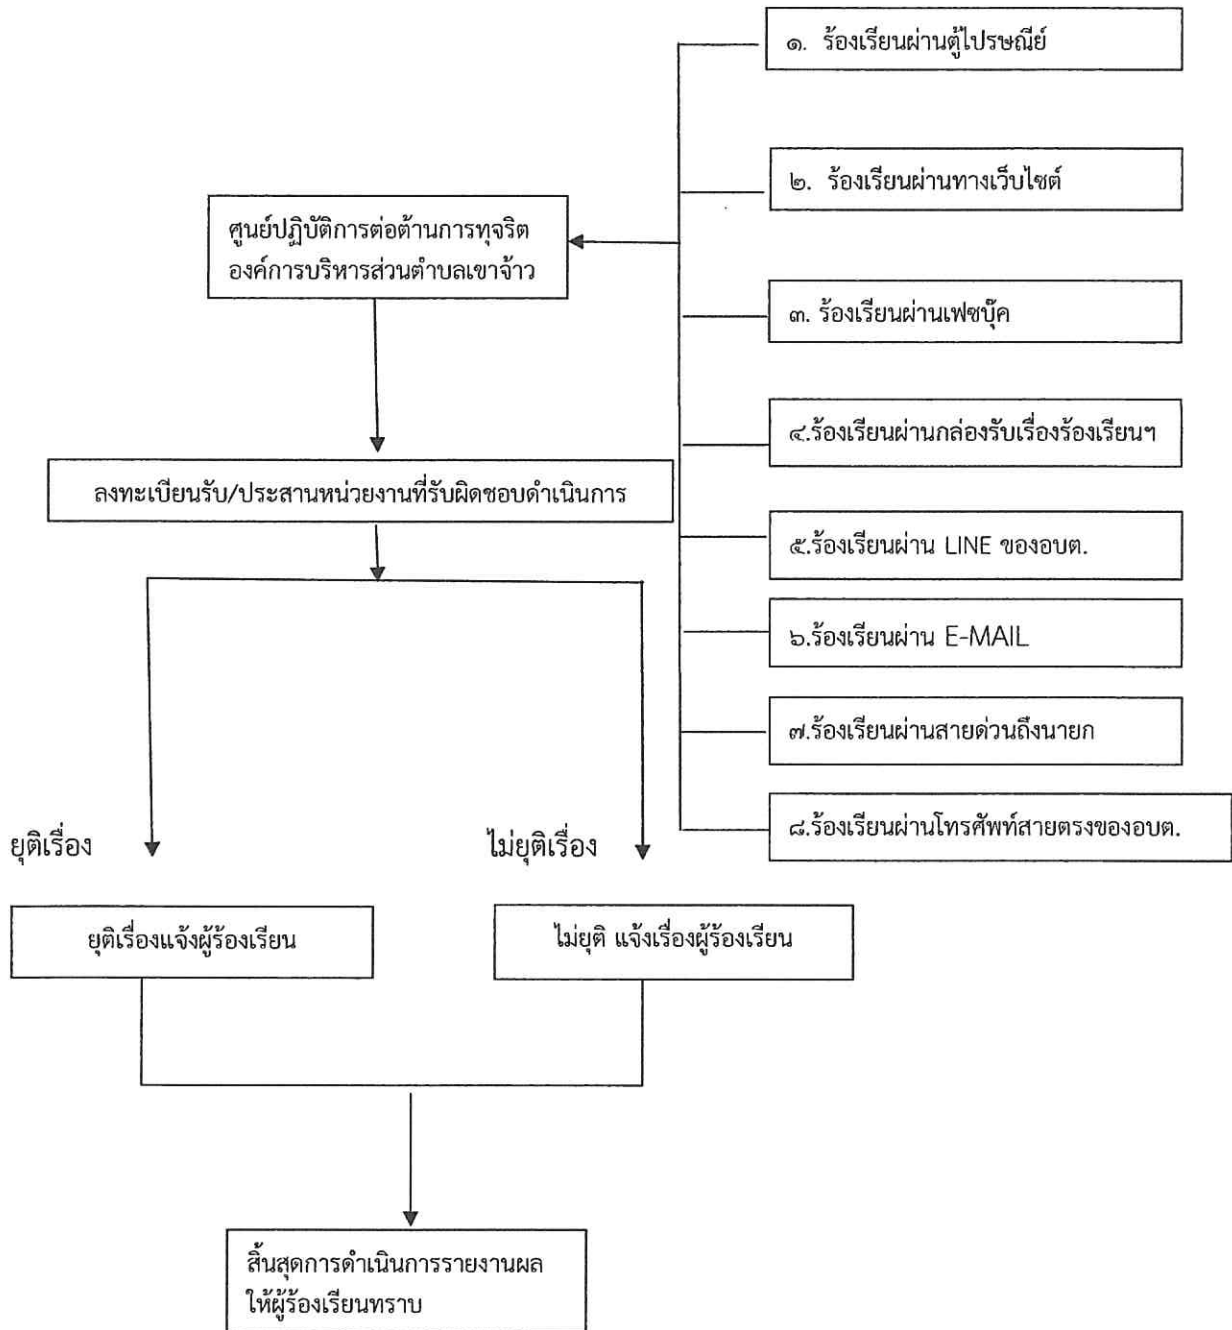 ๑. ร้องเรียนผ่านตู้ไปรษณีย์
๒. ร้องเรียนผ่านทางเว็บไซต์
ศูนย์ปฏิบัติการต่อต้านการทุจริต
องค์การบริหารส่วนตำบลเขาจ้าว
๓. ร้องเรียนผ่านเฟซบุ๊ค
๔.ร้องเรียนผ่านกล่องรับเรื่องร้องเรียนฯ
ลงทะเบียนรับ/ประสานหน่วยงานที่รับผิดชอบดำเนินการ
๕.ร้องเรียนผ่าน LINE ของอบต.
๖.ร้องเรียนผ่าน E-MAIL
๗.ร้องเรียนผ่านสายด่วนถึงนายก
๘.ร้องเรียนผ่านโทรศัพท์สายตรงของอบต.
ยุติเรื่อง
ไม่ยุติเรื่อง
ยุติเรื่องแจ้งผู้ร้องเรียน
ไม่ยุติ แจ้งเรื่องผู้ร้องเรียน
สิ้นสุดการดำเนินการรายงานผล
ให้ผู้ร้องเรียนทราบ